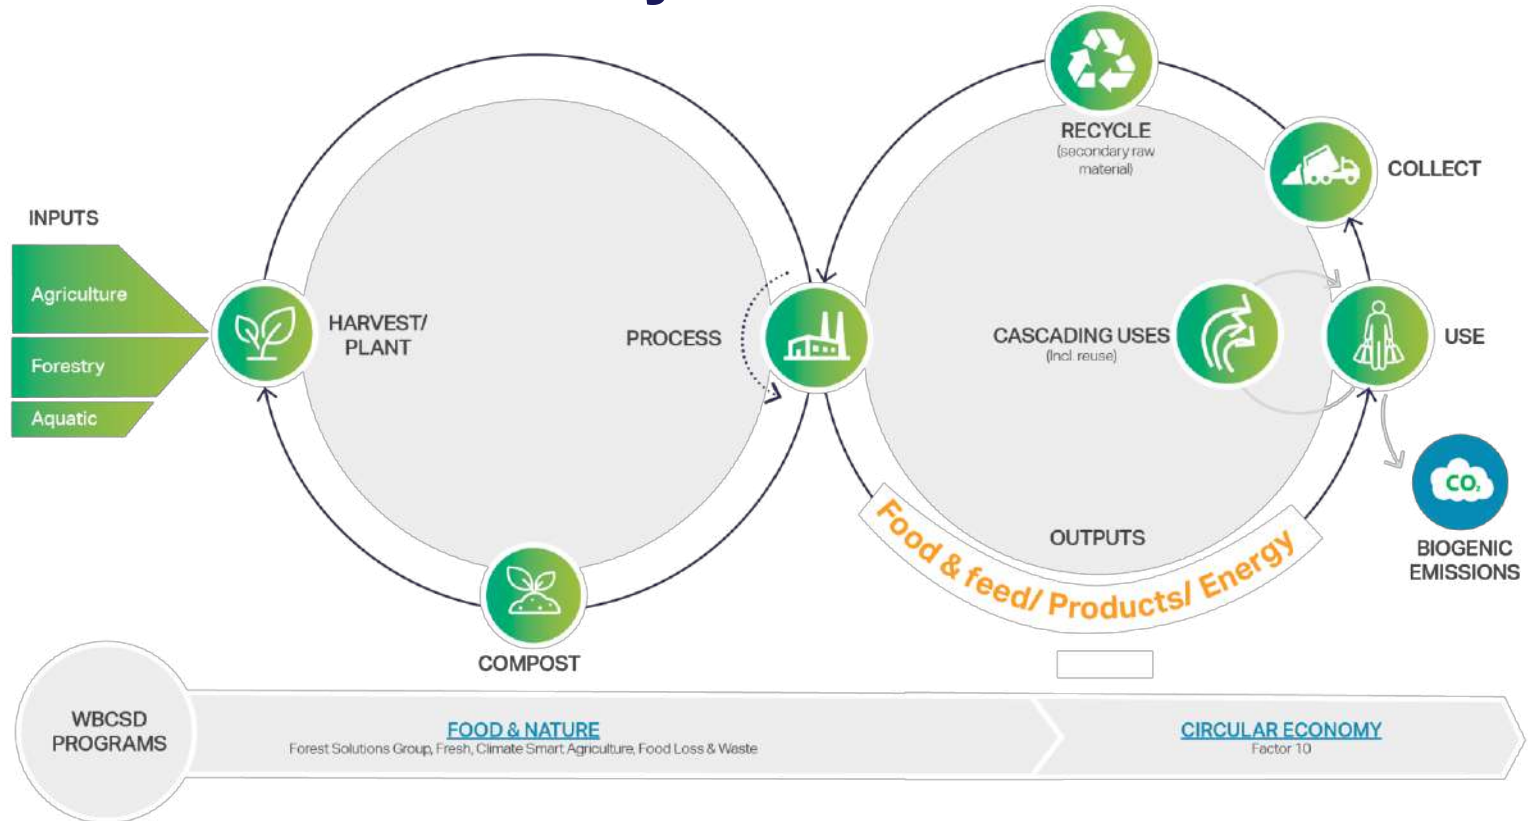 RECYCLE
(secondary raw
material)
COLLECT
INPUTS
Agriculture
Forestry
Aquatic
HARVEST/
PLANT
PROCESS
CASCADING USES
(Incl. reuse)
USE
CO₂
BIOGENIC
EMISSIONS
OUTPUTS
Food & feed/ Products/ Energy
COMPOST
WBCSD
PROGRAMS
FOOD & NATURE
Forest Solutions Group, Fresh, Climate Smart Agriculture, Food Loss & Waste
CIRCULAR ECONOMY
Factor 10